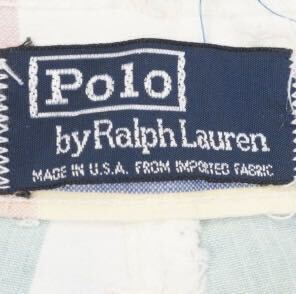 Polo
by Ralph Lauren
MADE IN U.S.A. FROM IMPORTED FABRIC